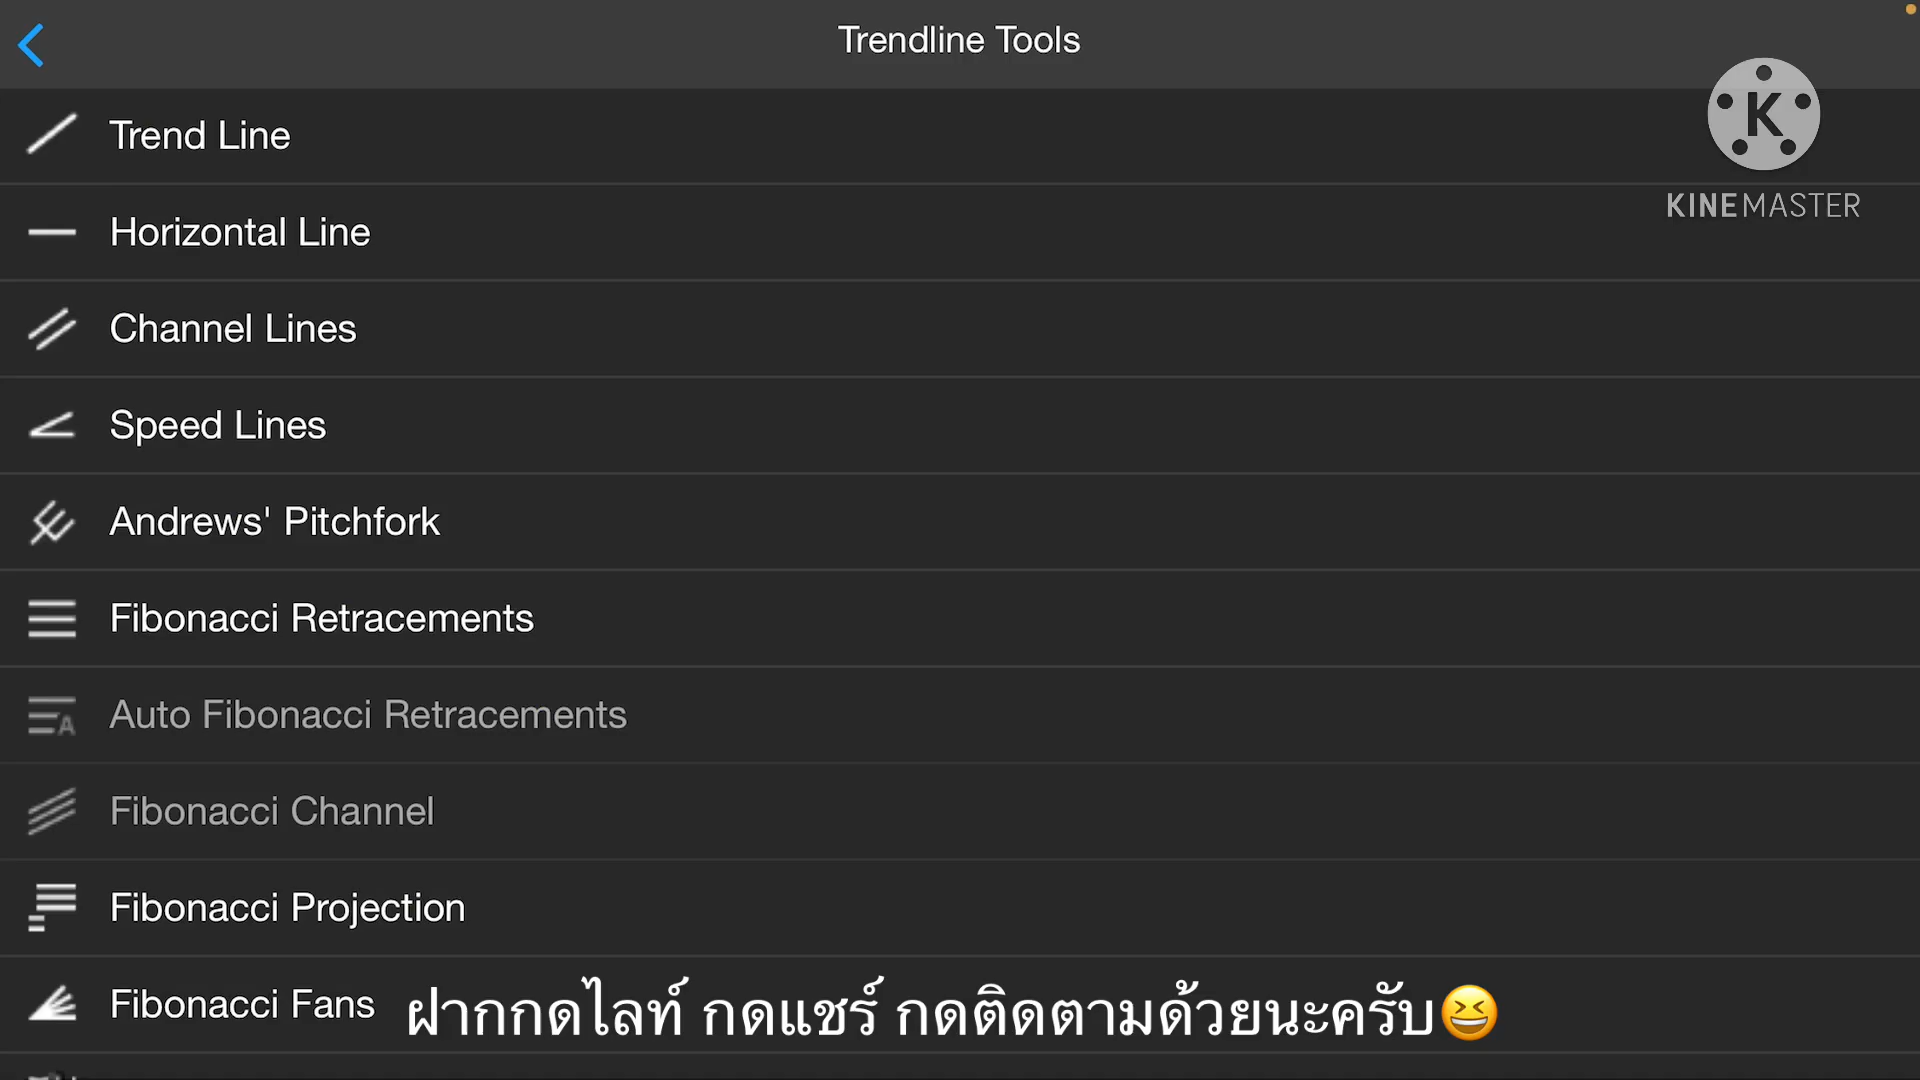 Trendline Tools
Trend Line
K
KINEMASTER
Horizontal Line
Channel Lines
Speed Lines
Andrews' Pitchfork
Fibonacci Retracements
A Auto Fibonacci Retracements
Fibonacci Channel
Fibonacci Projection
Fibonacci Fans
ฝากกดไลท์ กดแชร์ กดติดตามด้วยนะครับ😆